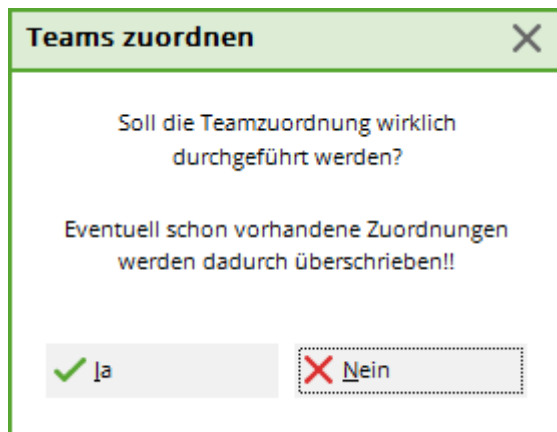 Teams zuordnen
Soll die Teamzuordnung wirklich
durchgeführt werden?
Eventuell schon vorhandene Zuordnungen
werden dadurch überschrieben!!
Ja
Nein